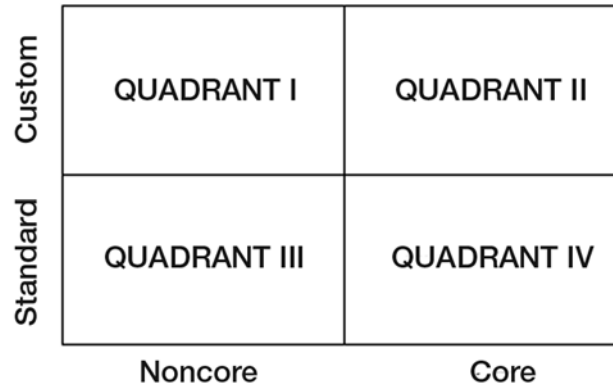 Custom
QUADRANT I
QUADRANT II
Standard
QUADRANT III
QUADRANT IV
Noncore
Core